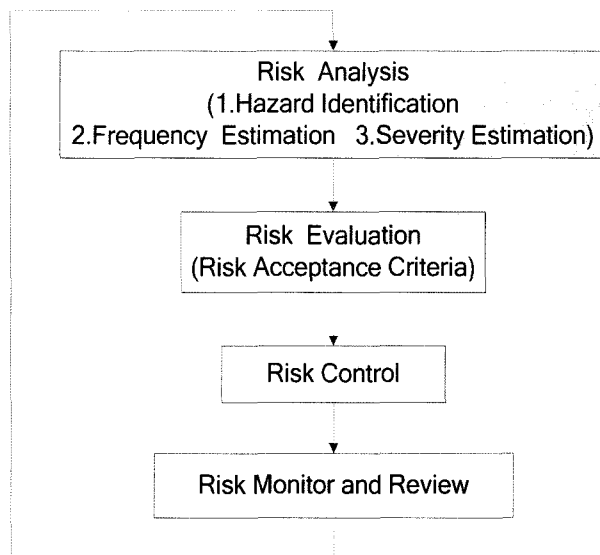 Risk Analysis
(1.Hazard Identification
2.Frequency Estimation 3.Severity Estimation)
Risk Evaluation
(Risk Acceptance Criteria)
Risk Control
Risk Monitor and Review